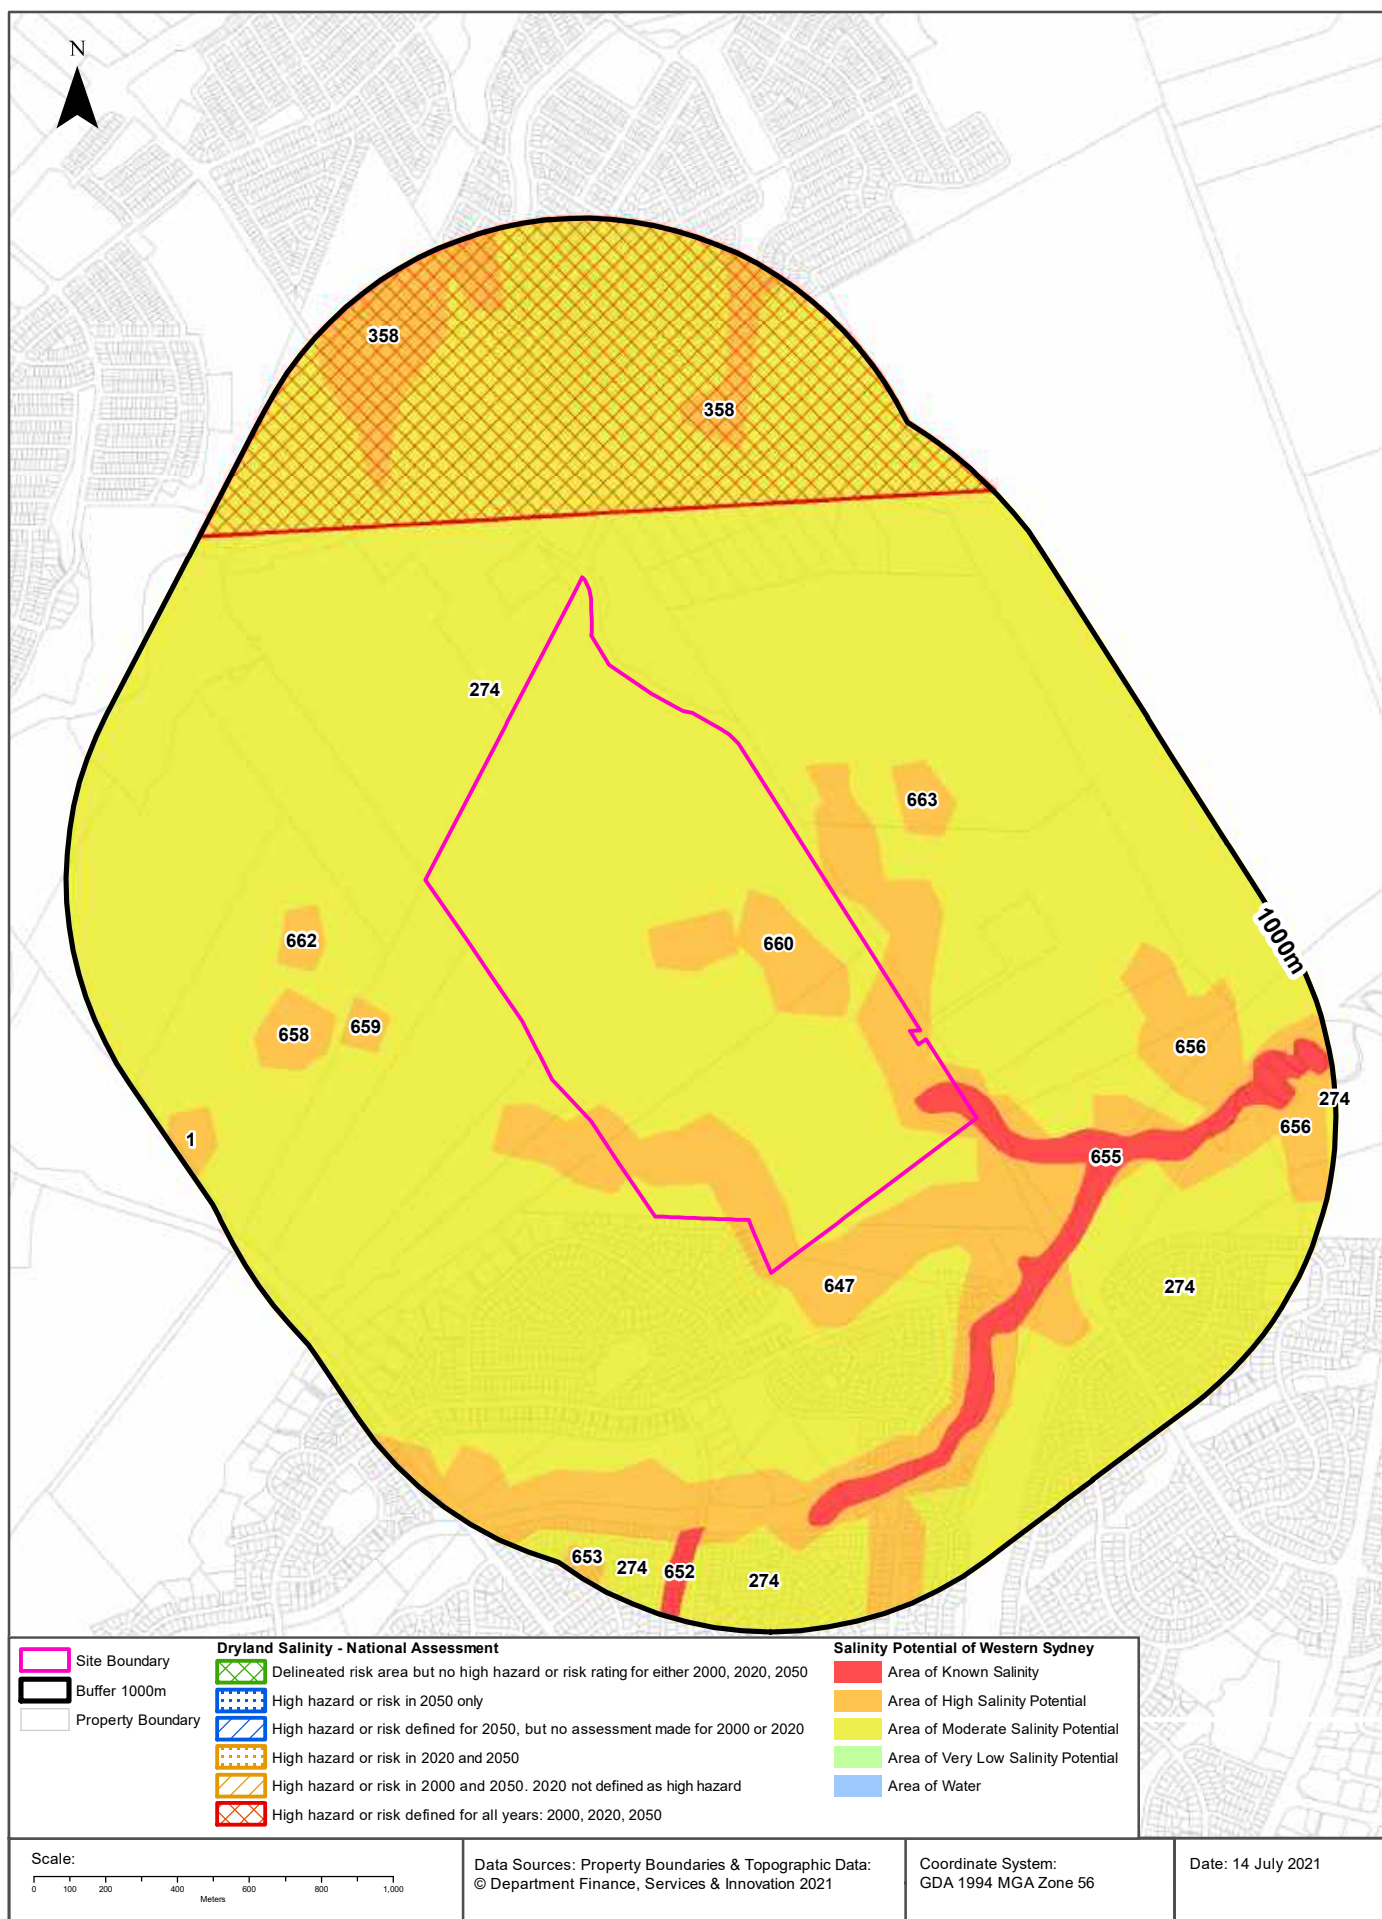 N
358
358
274
663
662
660
658
659
1000m
656
274
656
1
655
647
274
653
274
652
274
Site Boundary
Buffer 1000m
Property Boundary
Dryland Salinity - National Assessment
Delineated risk area but no high hazard or risk rating for either 2000, 2020, 2050
High hazard or risk in 2050 only
High hazard or risk defined for 2050, but no assessment made for 2000 or 2020
High hazard or risk in 2020 and 2050
High hazard or risk in 2000 and 2050. 2020 not defined as high hazard
High hazard or risk defined for all years: 2000, 2020, 2050
Salinity Potential of Western Sydney
Area of Known Salinity
Area of High Salinity Potential
Area of Moderate Salinity Potential
Area of Very Low Salinity Potential
Area of Water
Scale:
0 100 200 400 600 800 1,000
Meters
Data Sources: Property Boundaries & Topographic Data:
© Department Finance, Services & Innovation 2021
Coordinate System:
GDA 1994 MGA Zone 56
Date: 14 July 2021